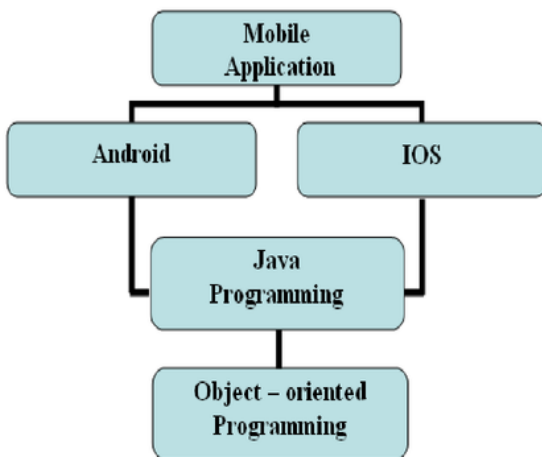 Mobile
Application
Android
IOS
Java
Programming
Object – oriented
Programming